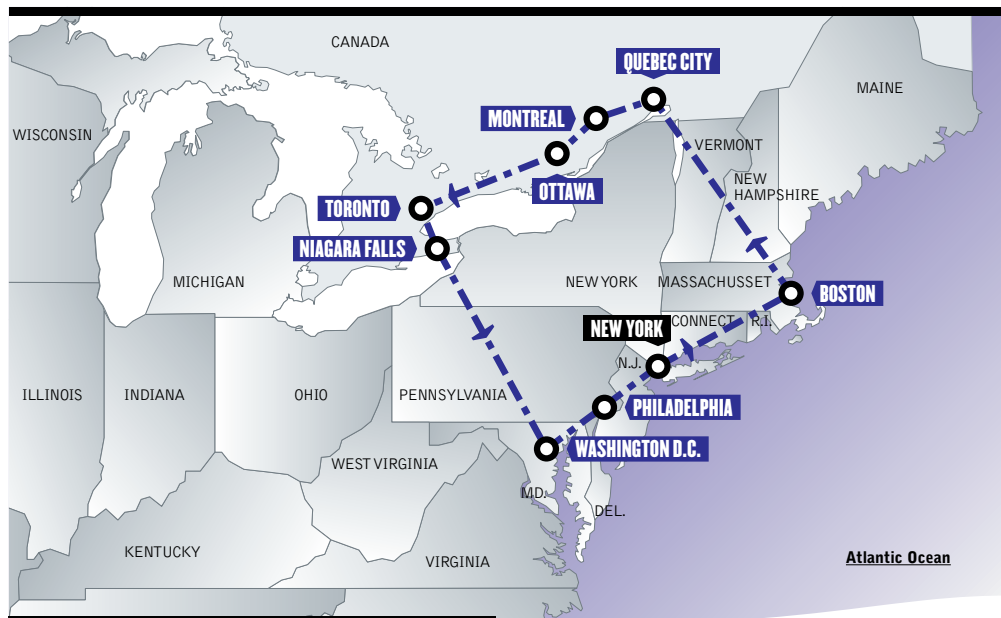 CANADA
QUEBEC CITY
MAINE
MONTREAL
WISCONSIN
VERMONT
OTTAWA
NEW
HAMPSHIRE
TORONTO
NIAGARA FALLS
MICHIGAN
NEW YORK
MASSACHUSSET
BOSTON
CONNECT
R.I.
NEW YORK
N.J.
ILLINOIS
INDIANA
OHIO
PENNSYLVANIA
PHILADELPHIA
WASHINGTON D.C.
WEST VIRGINIA
MD.
DEL.
KENTUCKY
VIRGINIA
Atlantic Ocean